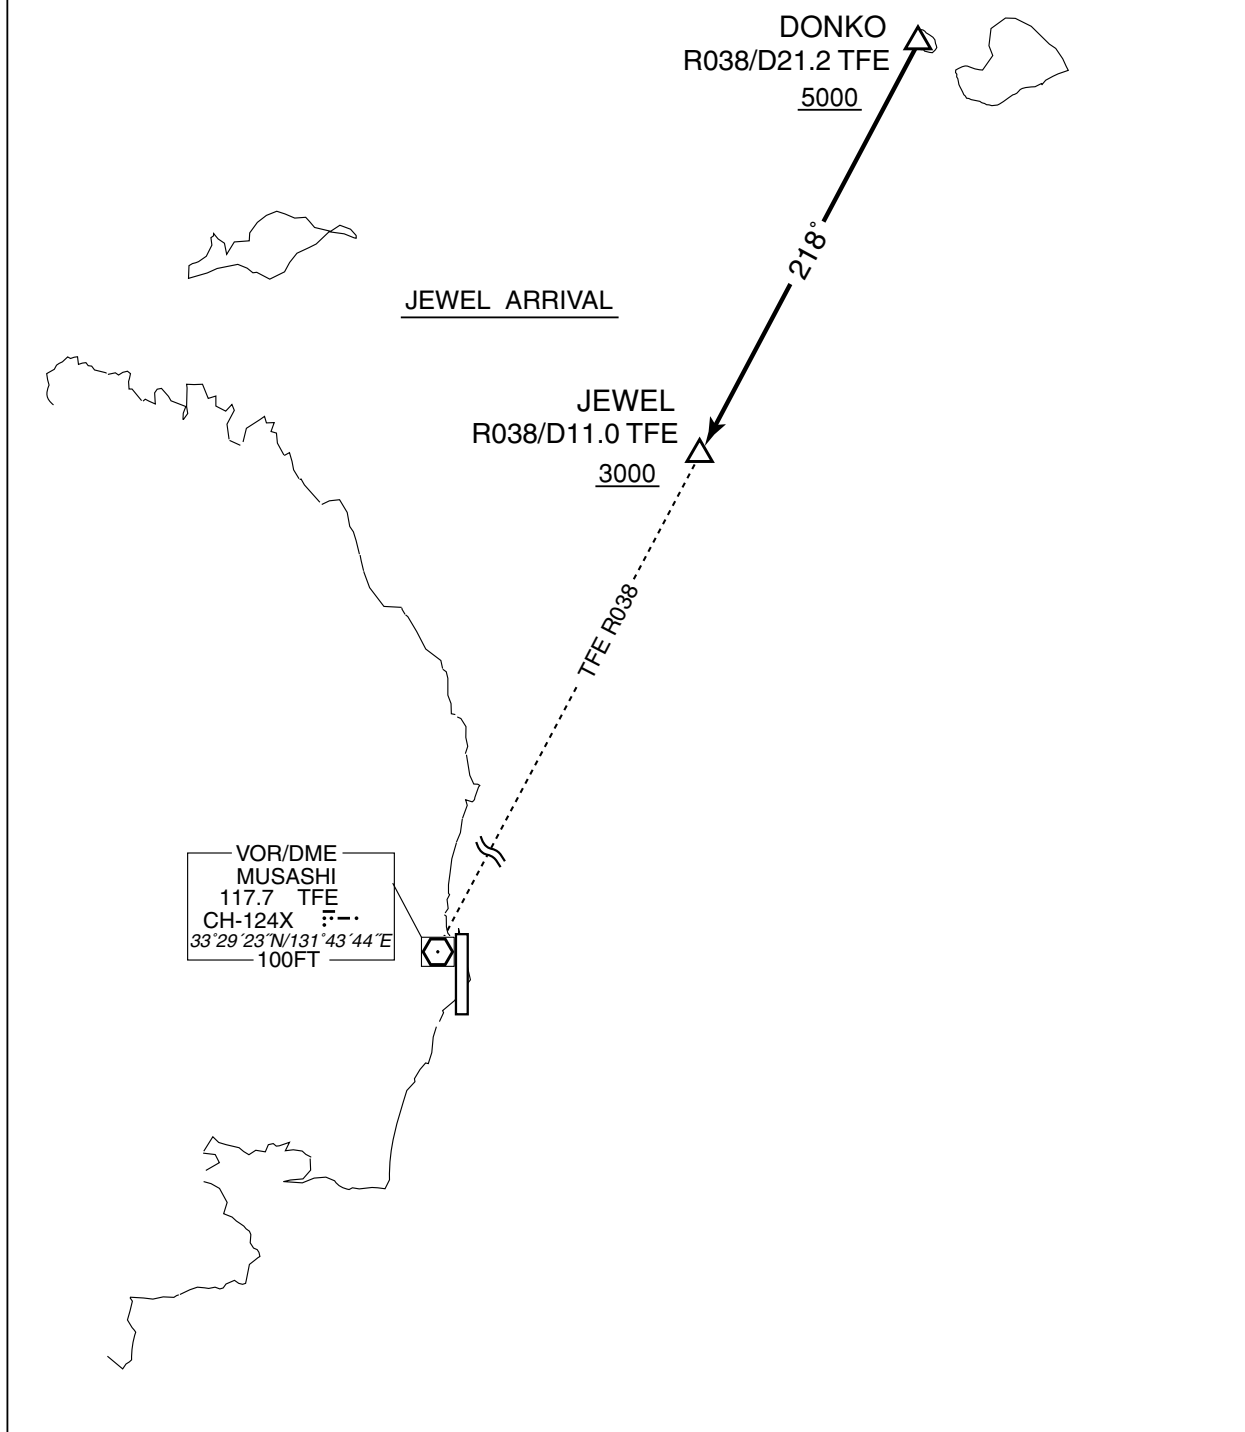 DONKO
R038/D21.2 TFE
5000
218°
JEWEL ARRIVAL
JEWEL
R038/D11.0 TFE
3000
TFE R038
VOR/DME
MUSASHI
117.7 TFE
CH-124X
33°29′23″N/131°43′44″E
100FT